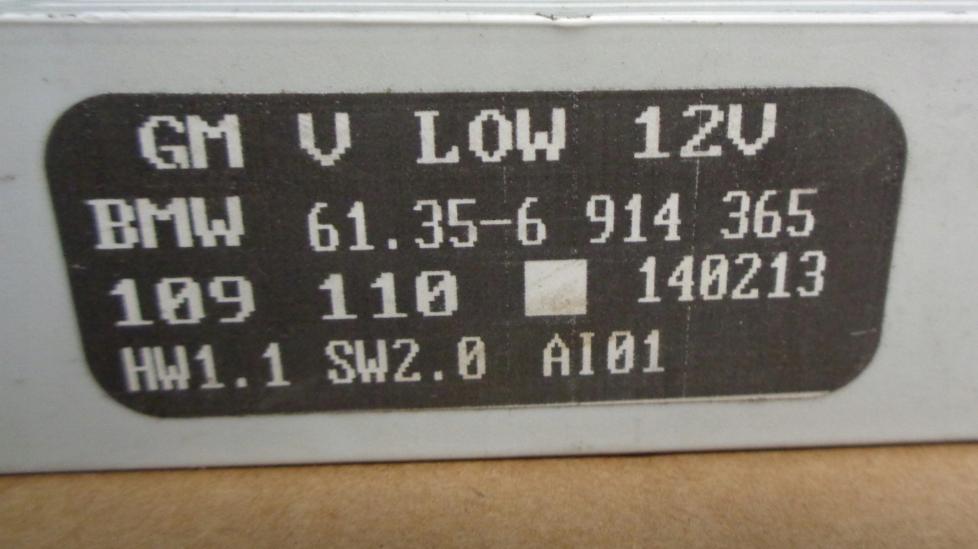 GM V LOW 12V
BMW 61.35-6 914 365
109 110 140213
HW1.1 SW2.0 AI01